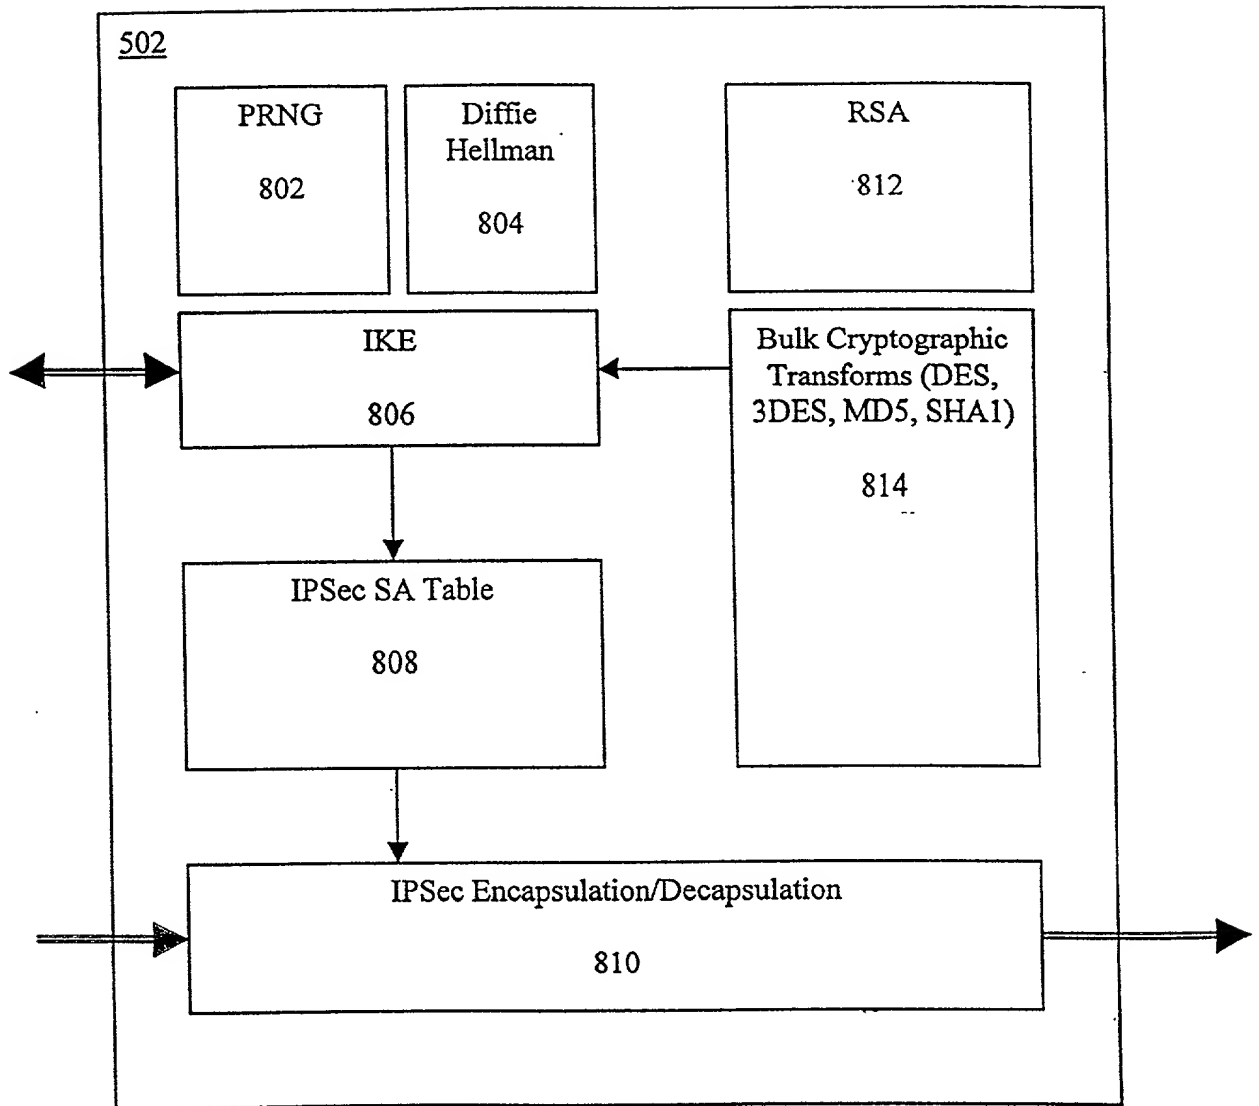 502
PRNG
802
Diffie
Hellman
804
RSA
812
IKE
806
Bulk Cryptographic
Transforms (DES,
3DES, MD5, SHA1)
814
IPSec SA Table
808
IPSec Encapsulation/Decapsulation
810